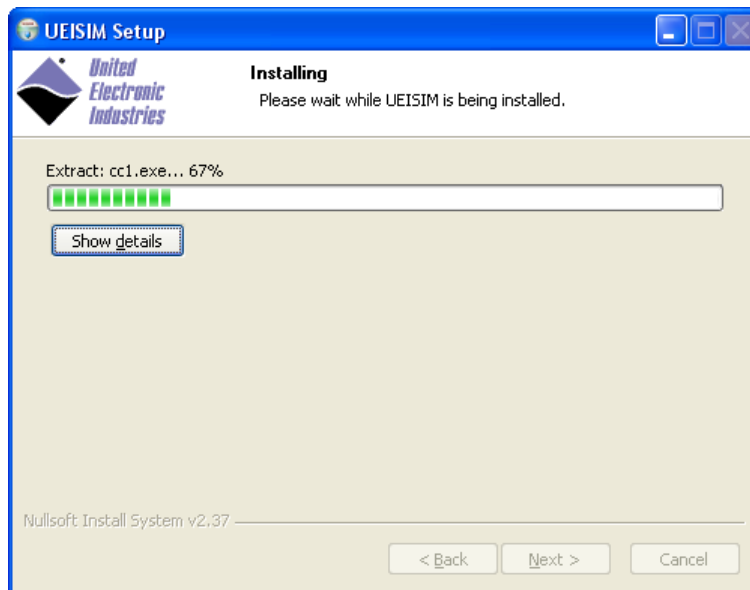 UEISIM Setup
United
Electronic
Industries
Installing
Please wait while UEISIM is being installed.
Extract: cc1.exe... 67%
Show details
Nullsoft Install System v2.37
< Back
Next >
Cancel